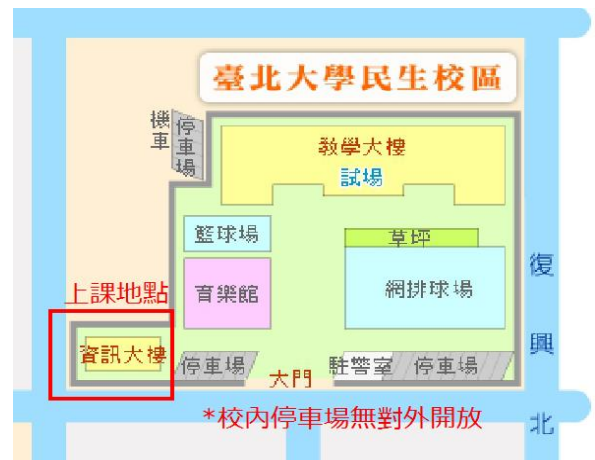 臺北大學民生校區
機車
停車場
教學大樓
試場
籃球場
草坪
育樂館
網排球場
上課地點
資訊大樓
停車場
大門
駐警室
停車場
*校內停車場無對外開放
復興北